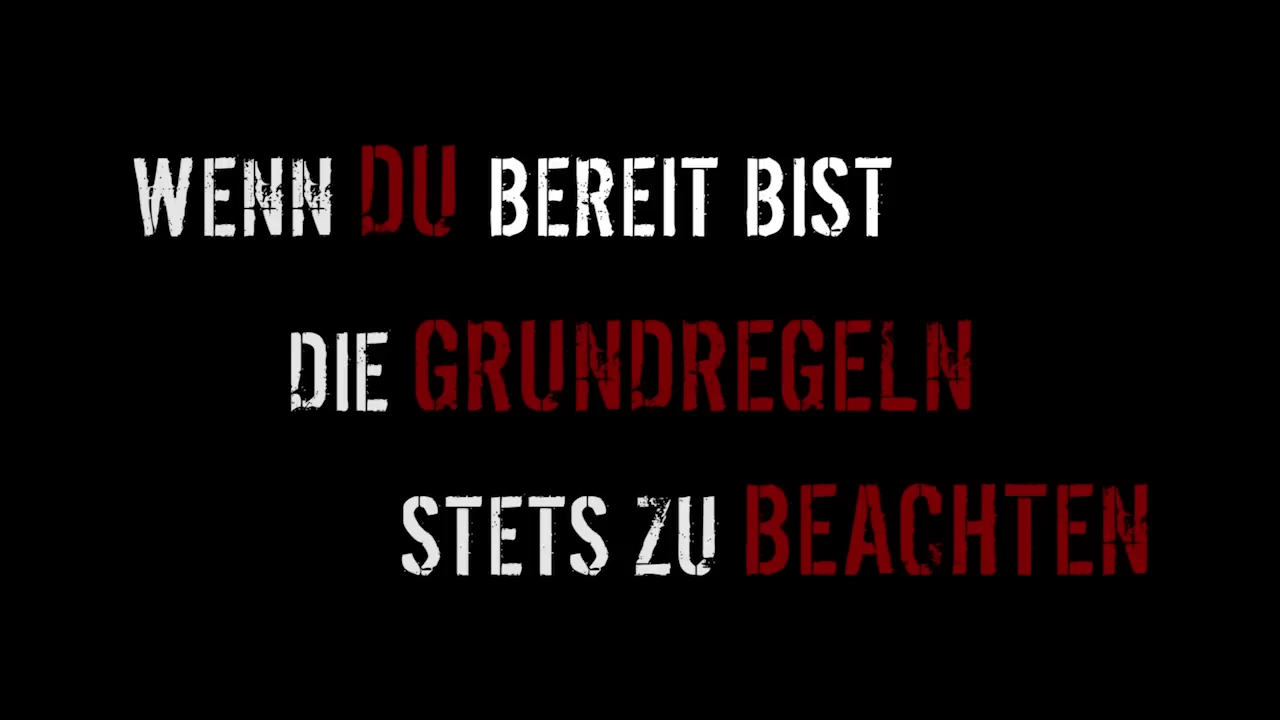 WENN DU BEREIT BIST
DIE GRUNDREGELN
STETS ZU BEACHTEN